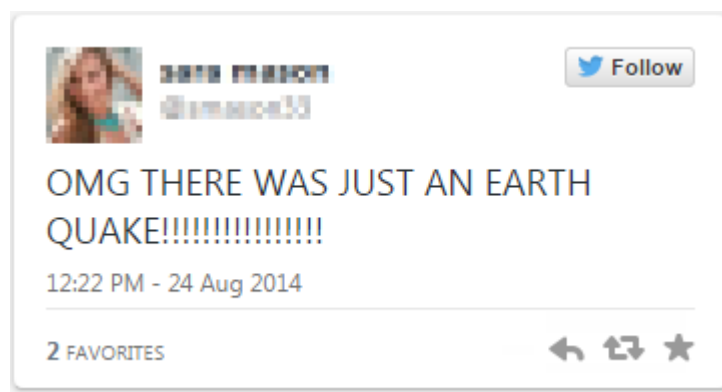 Follow
OMG THERE WAS JUST AN EARTH
QUAKE!!!!!!!!!!!!!!!!
12:22 PM - 24 Aug 2014
2 FAVORITES